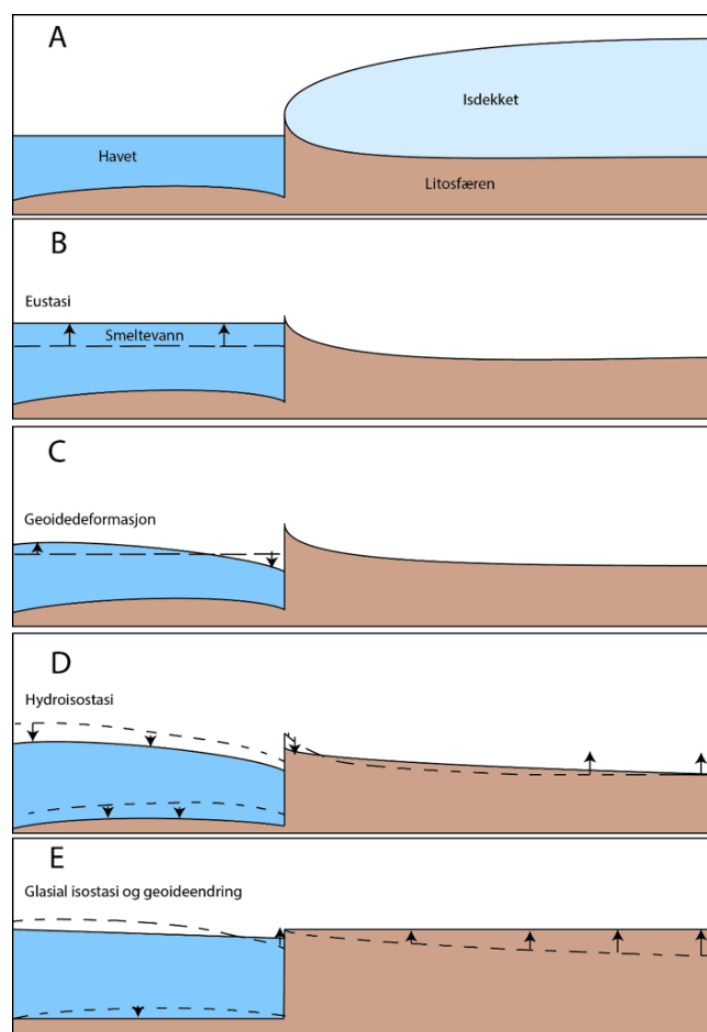 A
Isdekket
Havet
Litosfæren
B
Eustasi
Smeltevann
C
Geoidedeformasjon
D
Hydroisostasi
E
Glasial isostasi og geoideendring